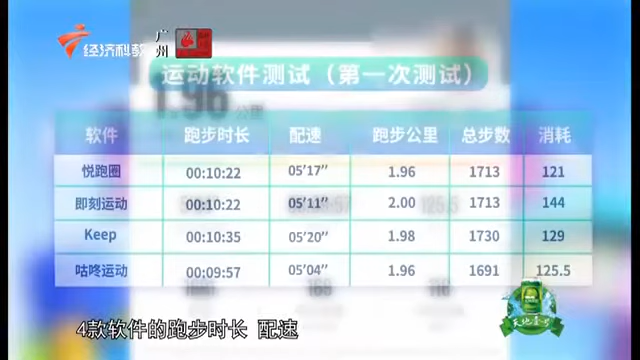 经济科教
广州
运动软件测试（第一次测试）
1.96 公里
软件 跑步时长 配速 跑步公里 总步数 消耗
悦跑圈 00:10:22 05'17" 1.96 1713 121
即刻运动 00:10:22 05'11" 2.00 1713 144
Keep 00:10:35 05'20" 1.98 1730 129
咕咚运动 00:09:57 05'04" 1.96 1691 125.5
4款软件的跑步时长 配速